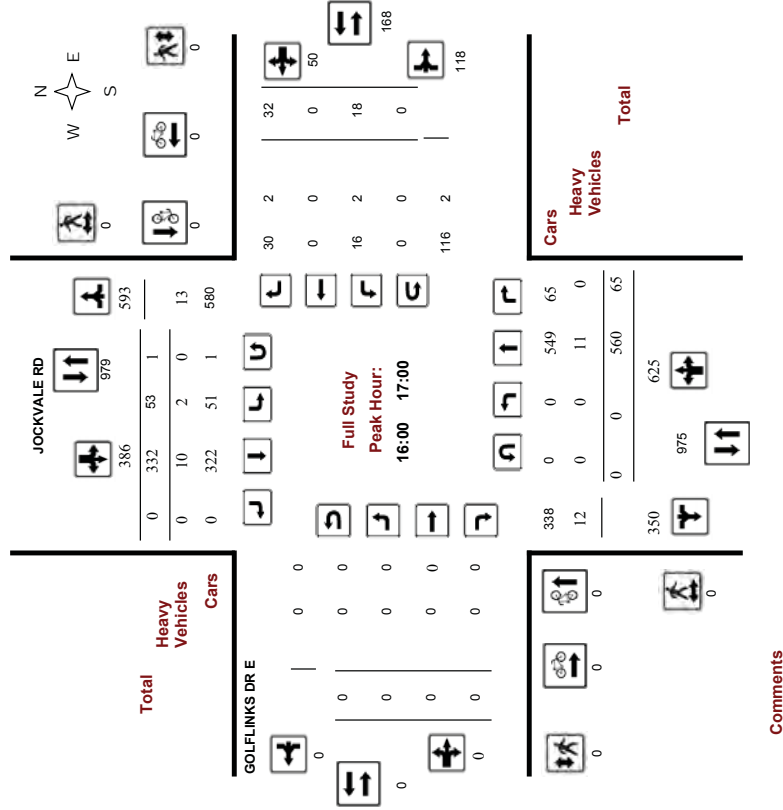 N
W E
S
0
0
0
0
JOCKVALE RD
979
386
593
0 332 53 1
0 10 2 0 13
0 322 51 1 580
Total
Heavy
Vehicles
Cars
168
50
118
30 2 32
0 0 0
16 2 18
0 0 0
116 2
Full Study
Peak Hour:
16:00 17:00
GOLFLINKS DR E
0
0
0
0 0
0 0 0
0 0 0
0 0 0
0 0 0
338 0 0 549 65
12 0 0 11 0
0 0 560 65
350
625
975
Cars
Heavy
Vehicles
Total
0
0
0
0
Comments